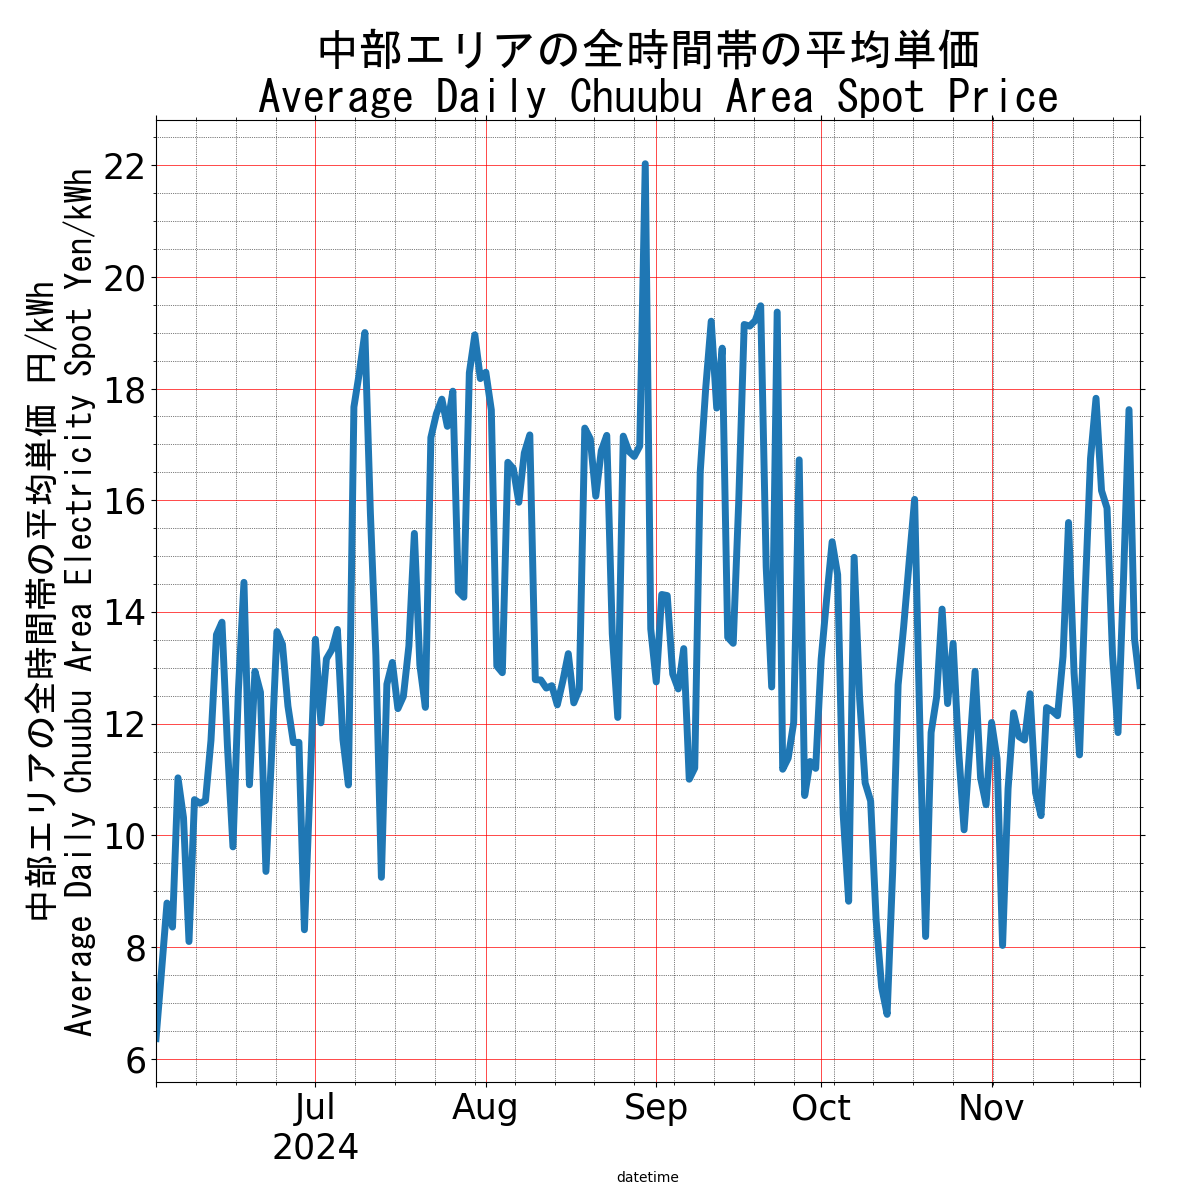 中部エリアの全時間帯の平均単価
Average Daily Chuubu Area Spot Price
中部エリアの全時間帯の平均単価 円/kWh
Average Daily Chuubu Area Electricity Spot Yen/kWh
22
20
18
16
14
12
10
8
6
Jul
2024
Aug
Sep
Oct
Nov
datetime